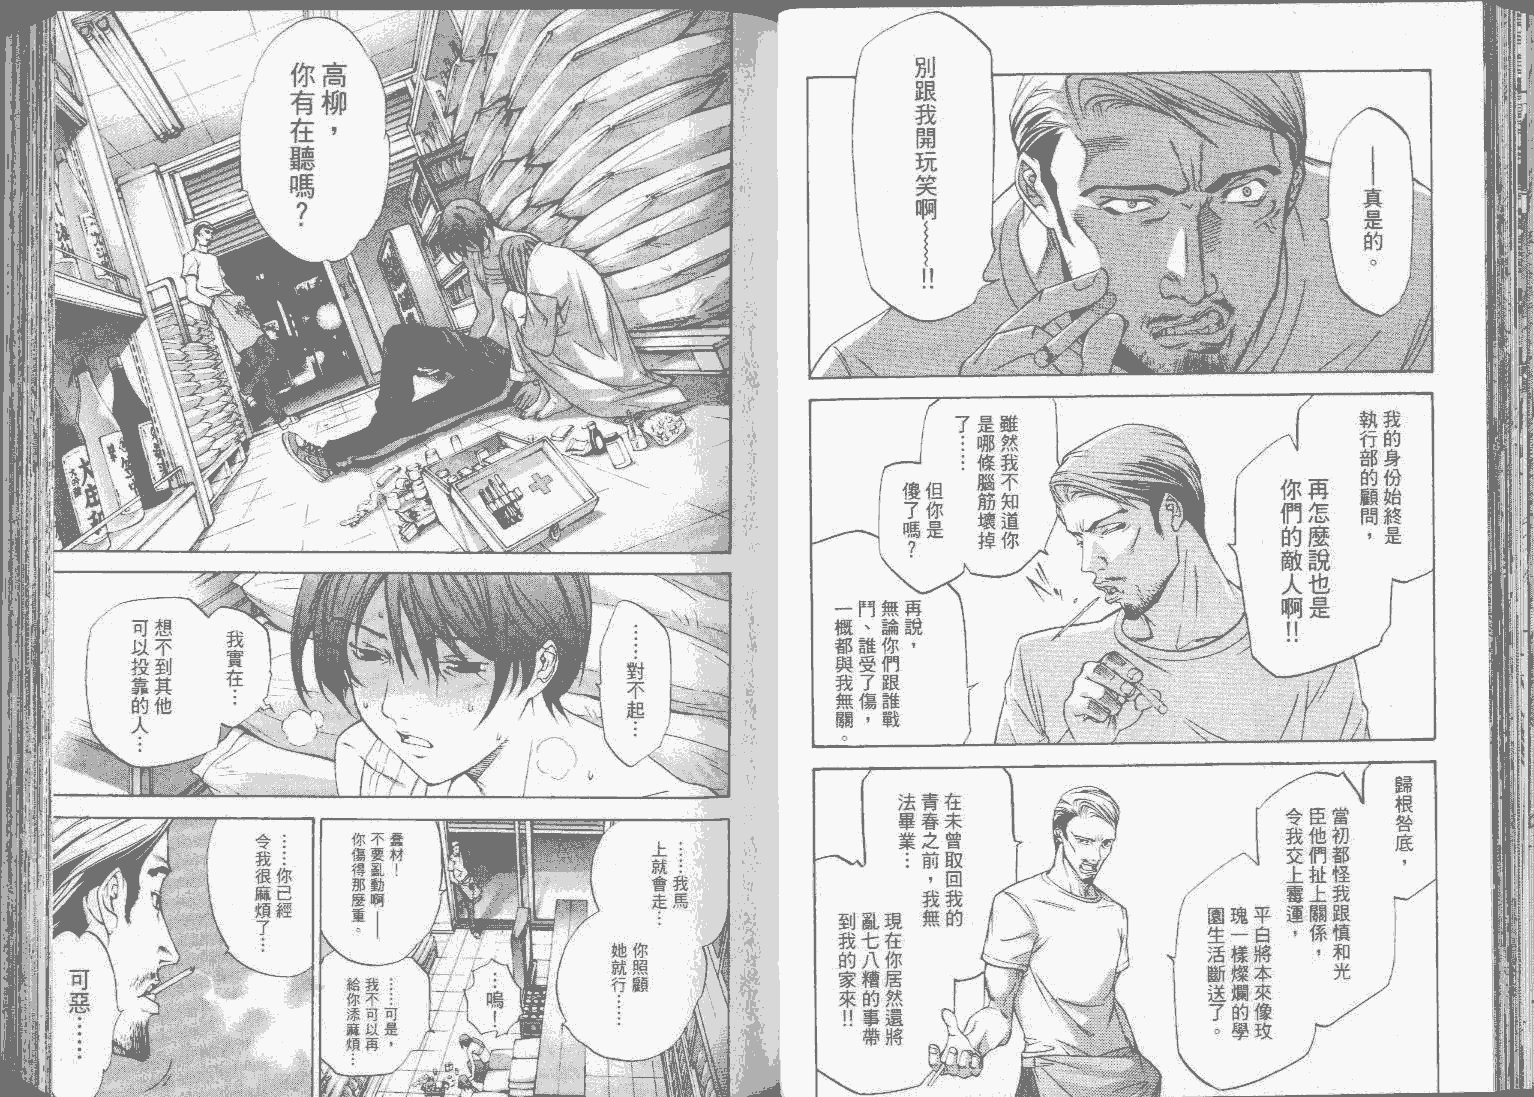 ——真是的。
別跟我開玩笑啊~~~~!!
我的身份始終是
執行部的顧問，
再怎麼說也是
你們的敵人啊!!
雖然我不知道你
是哪條腦筋壞掉
了……
但你是
傻了嗎？
再說，
無論你們跟誰戰
鬥、誰受了傷，
一概都與我無關。
歸根咎底，
當初都怪我跟慎和光
臣他們扯上關係，
令我交上霉運，
平白將本來像玫
瑰一樣燦爛的學
園生活斷送了。
在未曾取回我的
青春之前，我無
法畢業…
現在你居然還將
亂七八糟的事帶
到我的家來!!
高柳，
你有在聽嗎？
……對不起…
我實在…
想不到其他
可以投靠的人…
……我馬
上就會走…
你照顧
她就行……
…嗚！
蠢材！
不要亂動啊——
你傷得那麼重。
……可是，
我不可以再
給你添麻煩…
……你已經
令我很麻煩了…
可惡……